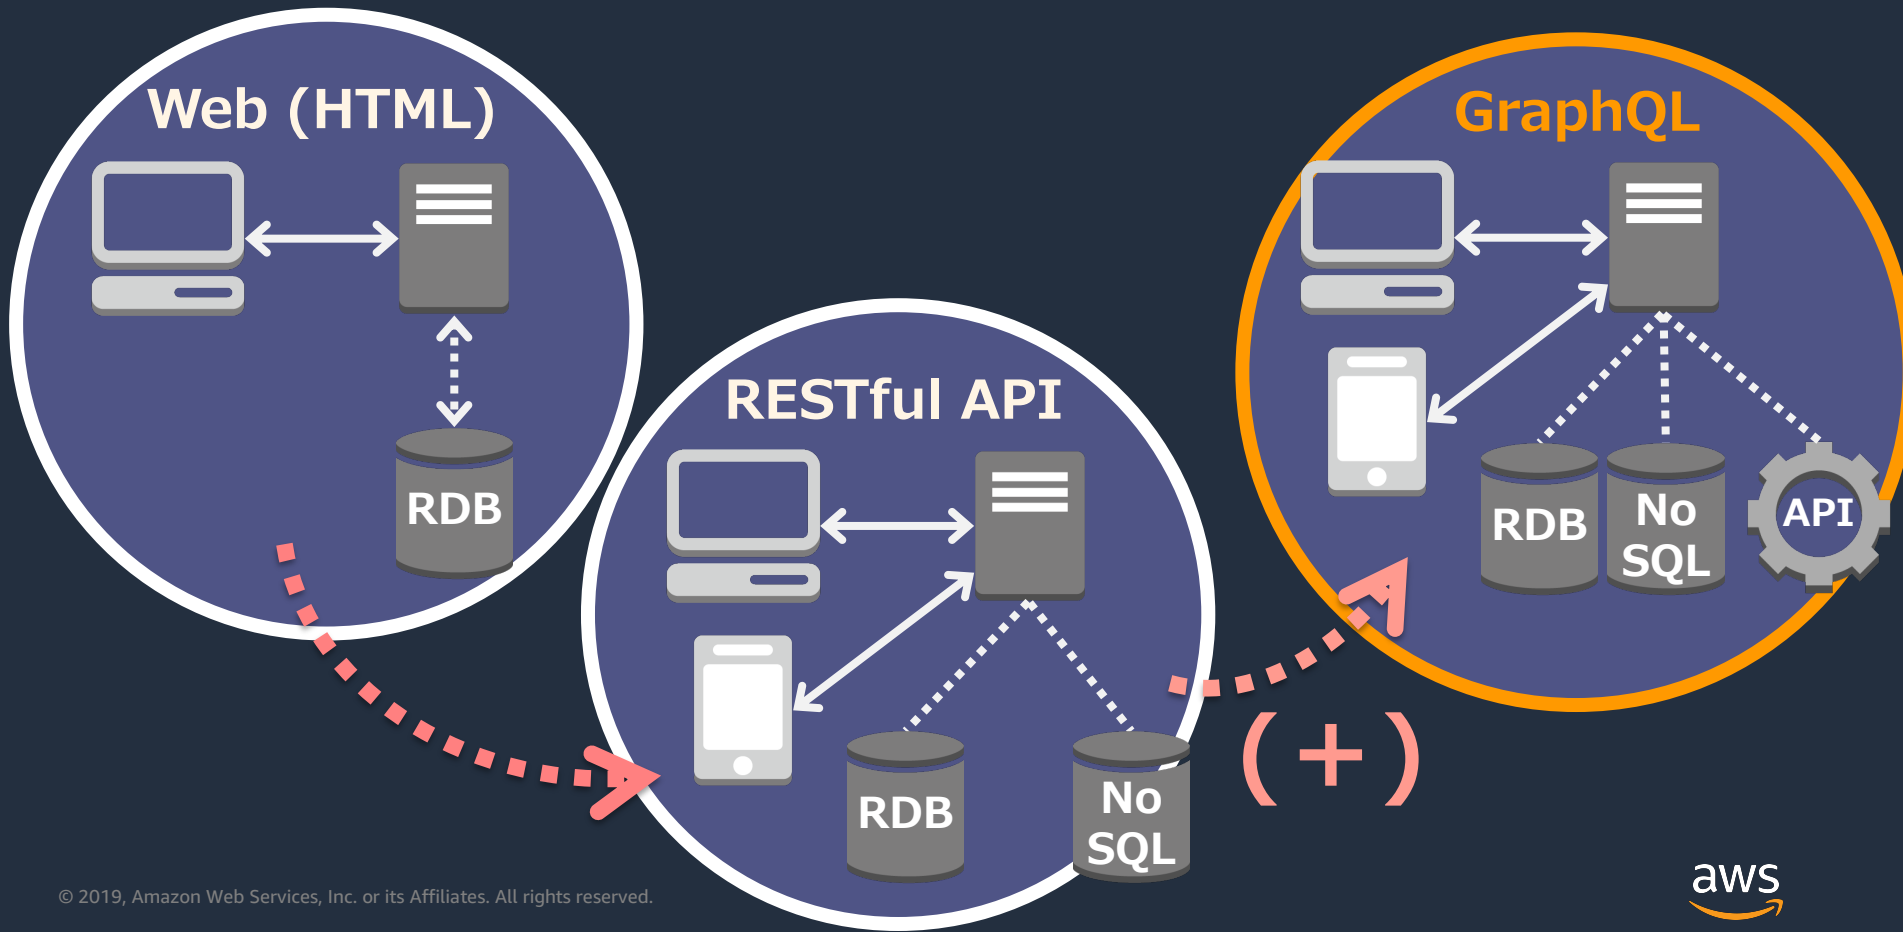 Web (HTML)
RDB
RESTful API
RDB
No
SQL
(+)
GraphQL
RDB
No
SQL
API
© 2019, Amazon Web Services, Inc. or its Affiliates. All rights reserved.
aws